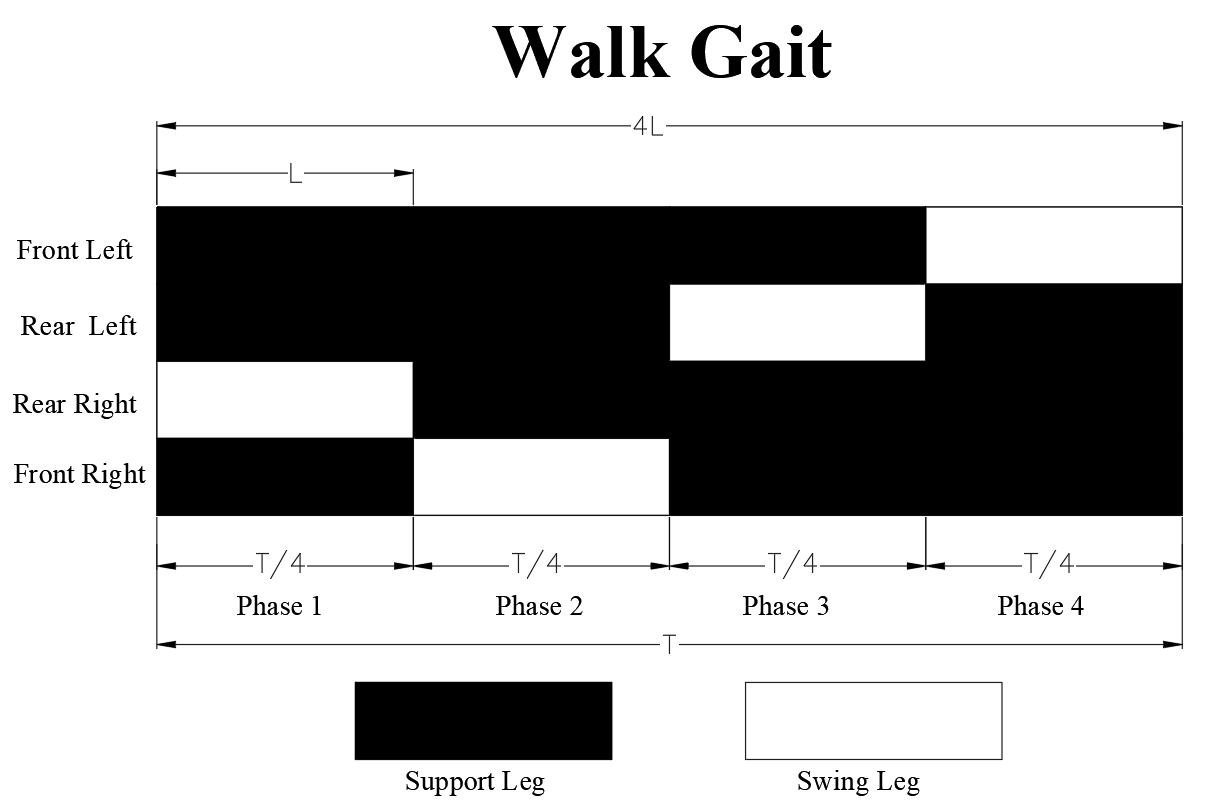 Walk Gait
4L
L
Front Left
Rear Left
Rear Right
Front Right
T/4 T/4 T/4 T/4
Phase 1 Phase 2 Phase 3 Phase 4
T
Support Leg Swing Leg